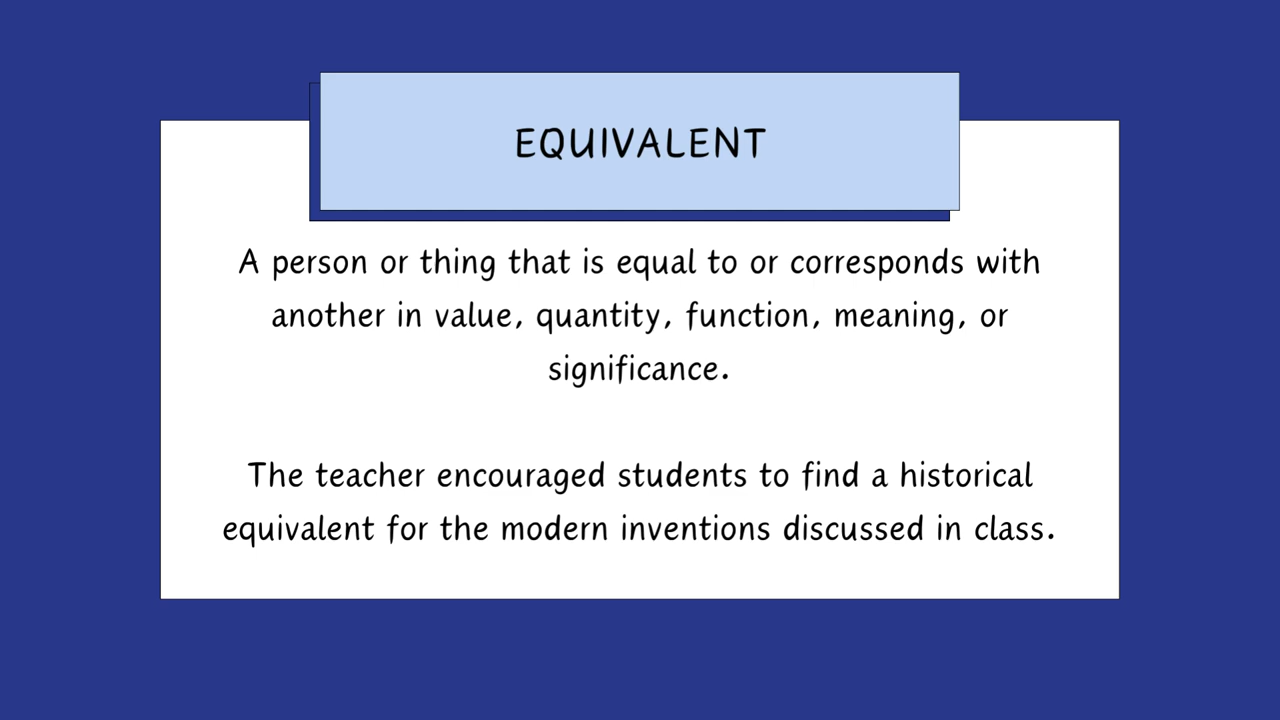 EQUIVALENT
A person or thing that is equal to or corresponds with
another in value, quantity, function, meaning, or
significance.
The teacher encouraged students to find a historical
equivalent for the modern inventions discussed in class.